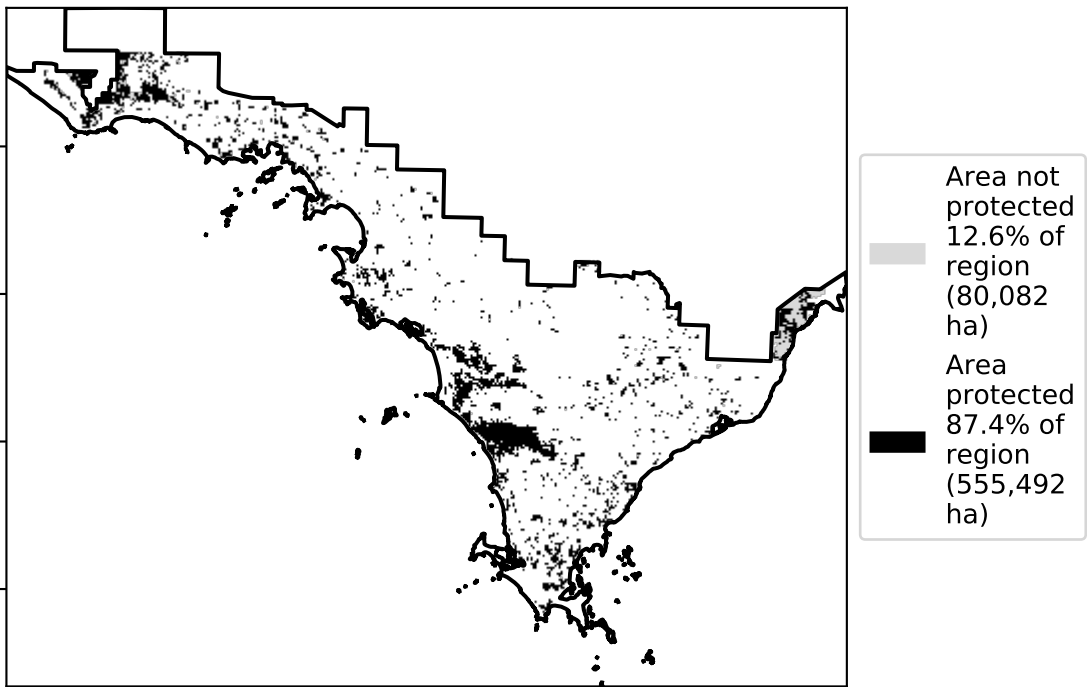 Area not
protected
12.6% of
region
(80,082
ha)
Area
protected
87.4% of
region
(555,492
ha)